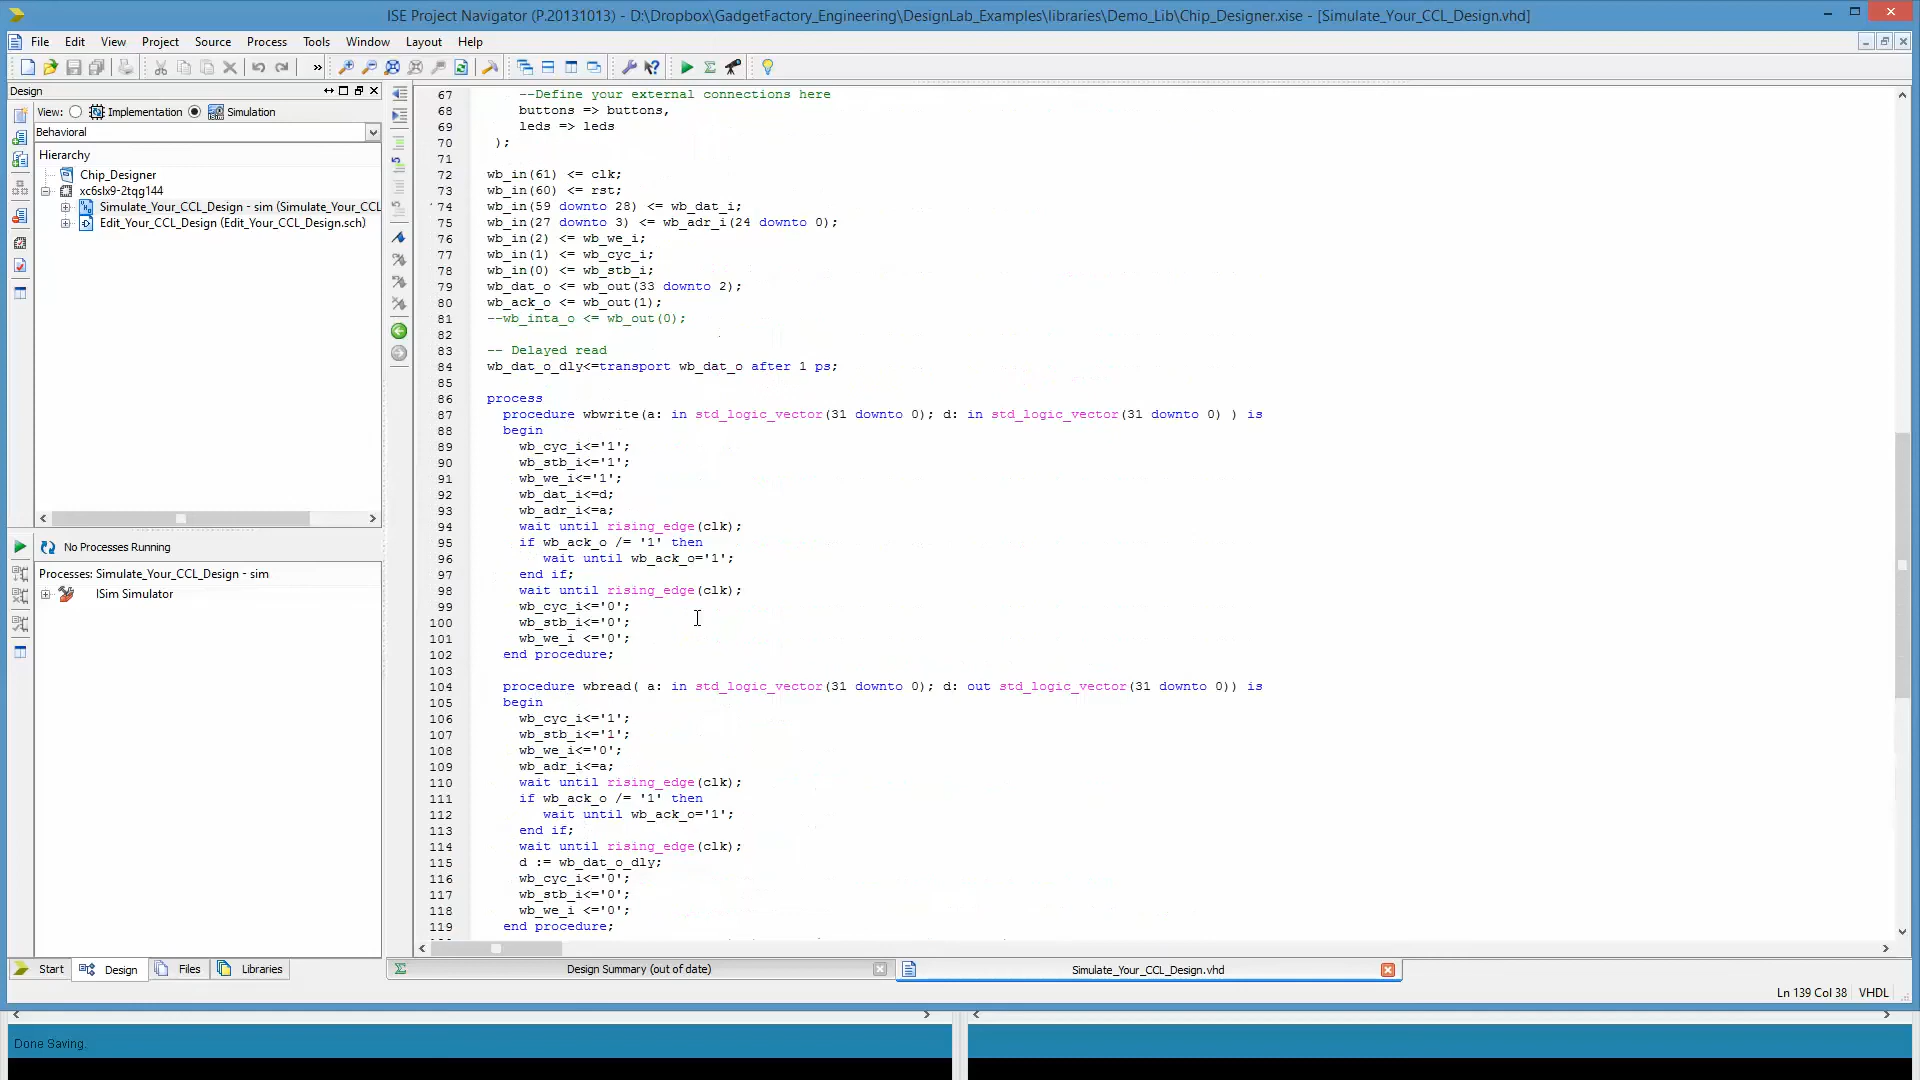 ISE Project Navigator (P.20131013) - D:\Dropbox\GadgetFactory_Engineering\DesignLab_Examples\libraries\Demo_Lib\Chip_Designer.xise - [Simulate_Your_CCL_Design.vhd]
File Edit View Project Source Process Tools Window Layout Help
Design
View: Implementation Simulation
Behavioral
Hierarchy
Chip_Designer
xc6slx9-2tqg144
Simulate_Your_CCL_Design - sim (Simulate_Your_CCL
Edit_Your_CCL_Design (Edit_Your_CCL_Design.sch)
No Processes Running
Processes: Simulate_Your_CCL_Design - sim
ISim Simulator
67 --Define your external connections here
68 buttons => buttons,
69 leds => leds
70 );
71
72 wb_in(61) <= clk;
73 wb_in(60) <= rst;
74 wb_in(59 downto 28) <= wb_dat_i;
75 wb_in(27 downto 3) <= wb_adr_i(24 downto 0);
76 wb_in(2) <= wb_we_i;
77 wb_in(1) <= wb_cyc_i;
78 wb_in(0) <= wb_stb_i;
79 wb_dat_o <= wb_out(33 downto 2);
80 wb_ack_o <= wb_out(1);
81 --wb_inta_o <= wb_out(0);
82
83 -- Delayed read
84 wb_dat_o_dly<=transport wb_dat_o after 1 ps;
85
86 process
87 procedure wbwrite(a: in std_logic_vector(31 downto 0); d: in std_logic_vector(31 downto 0) ) is
88 begin
89 wb_cyc_i<='1';
90 wb_stb_i<='1';
91 wb_we_i<='1';
92 wb_dat_i<=d;
93 wb_adr_i<=a;
94 wait until rising_edge(clk);
95 if wb_ack_o /= '1' then
96 wait until wb_ack_o='1';
97 end if;
98 wait until rising_edge(clk);
99 wb_cyc_i<='0';
100 wb_stb_i<='0';
101 wb_we_i <='0';
102 end procedure;
103
104 procedure wbread( a: in std_logic_vector(31 downto 0); d: out std_logic_vector(31 downto 0)) is
105 begin
106 wb_cyc_i<='1';
107 wb_stb_i<='1';
108 wb_we_i<='0';
109 wb_adr_i<=a;
110 wait until rising_edge(clk);
111 if wb_ack_o /= '1' then
112 wait until wb_ack_o='1';
113 end if;
114 wait until rising_edge(clk);
115 d := wb_dat_o_dly;
116 wb_cyc_i<='0';
117 wb_stb_i<='0';
118 wb_we_i <='0';
119 end procedure;
Start Design Files Libraries
Design Summary (out of date) Simulate_Your_CCL_Design.vhd
Ln 139 Col 38 VHDL
Done Saving.